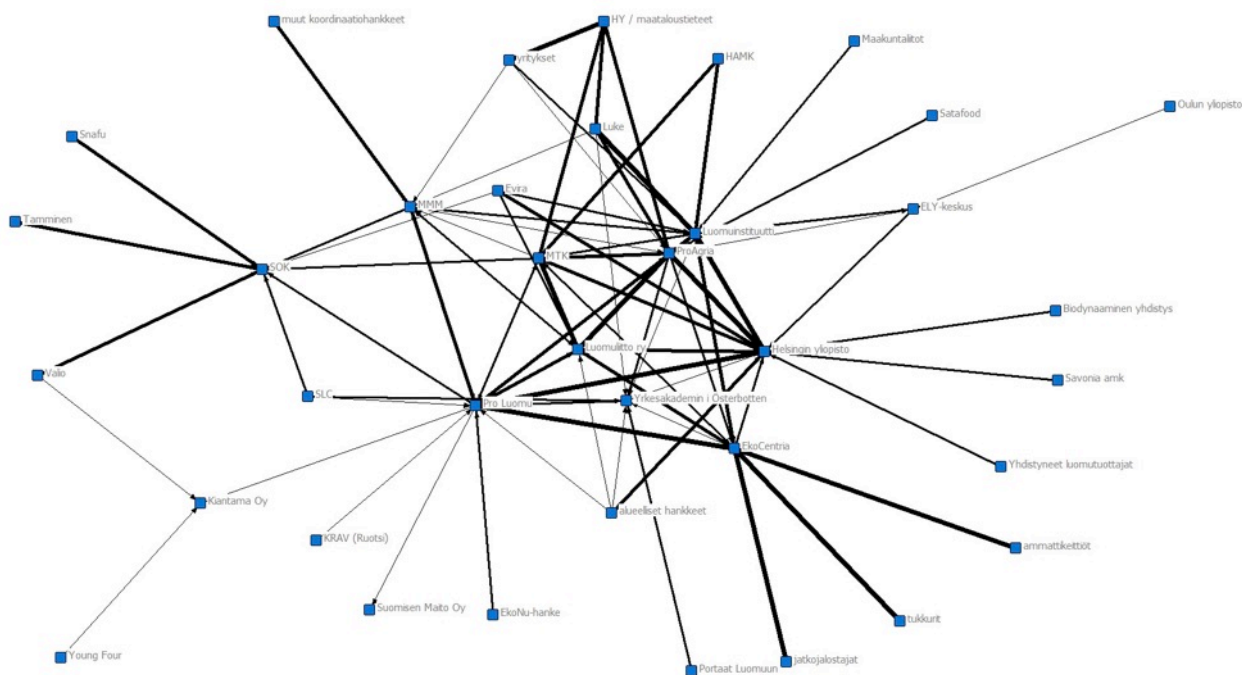 muut koordinaatiohankkeet
HY / maataloustieteet
Maakuntaliitot
yritykset
HAMK
Oulun yliopisto
Satafood
Luke
Snafu
Evira
MMM
ELY-keskus
Tamminen
Luomuinstituutti
ProAgria
MTK
SOK
Biodynaaminen yhdistys
Luomuliitto ry
Helsingin yliopisto
Valio
Savonia amk
SLC
Pro Luomu
Yrkesakademin i Österbotten
EkoCentria
Yhdistyneet luomutuottajat
Kiantama Oy
alueelliset hankkeet
KRAV (Ruotsi)
ammattikeittiöt
Suomisen Maito Oy
EkoNu-hanke
tukkurit
Young Four
jatkojalostajat
Portaat Luomuun